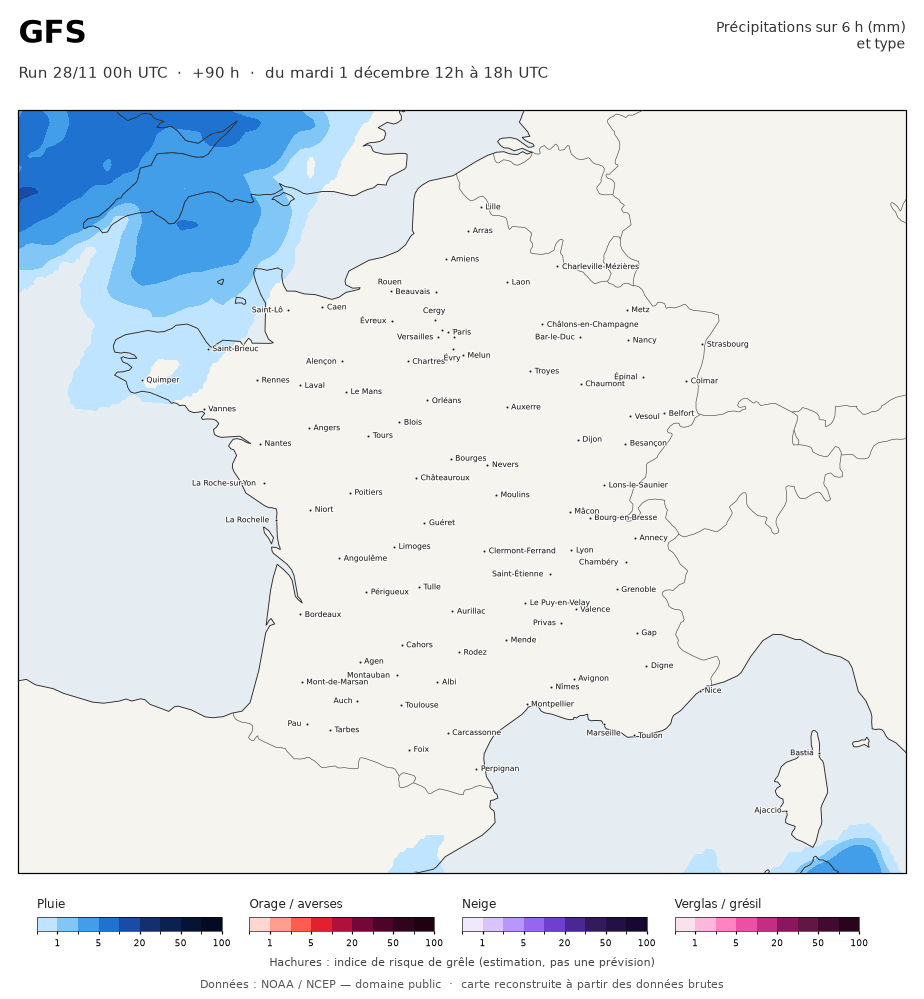 GFS
Précipitations sur 6 h (mm)
et type
Run 28/11 00h UTC · +90 h · du mardi 1 décembre 12h à 18h UTC
Lille
Arras
Amiens
Charleville-Mézières
Rouen
Laon
Beauvais
Saint-Lô
Caen
Cergy
Metz
Évreux
Châlons-en-Champagne
Paris
Versailles
Bar-le-Duc
Nancy
Strasbourg
Saint-Brieuc
Évry
Melun
Alençon
Chartres
Troyes
Épinal
Quimper
Rennes
Laval
Chaumont
Colmar
Le Mans
Orléans
Auxerre
Vannes
Vesoul
Belfort
Blois
Angers
Tours
Dijon
Besançon
Nantes
Bourges
Nevers
Châteauroux
La Roche-sur-Yon
Lons-le-Saunier
Poitiers
Moulins
Niort
Mâcon
Bourg-en-Bresse
La Rochelle
Guéret
Annecy
Limoges
Clermont-Ferrand
Lyon
Angoulême
Chambéry
Saint-Étienne
Tulle
Grenoble
Périgueux
Le Puy-en-Velay
Aurillac
Valence
Bordeaux
Privas
Gap
Mende
Cahors
Rodez
Agen
Digne
Montauban
Mont-de-Marsan
Albi
Avignon
Nîmes
Nice
Auch
Toulouse
Montpellier
Pau
Tarbes
Carcassonne
Marseille
Toulon
Foix
Bastia
Perpignan
Ajaccio
Pluie
Orage / averses
Neige
Verglas / grésil
1 5 20 50 100
1 5 20 50 100
1 5 20 50 100
1 5 20 50 100
Hachures : indice de risque de grêle (estimation, pas une prévision)
Données : NOAA / NCEP — domaine public · carte reconstruite à partir des données brutes